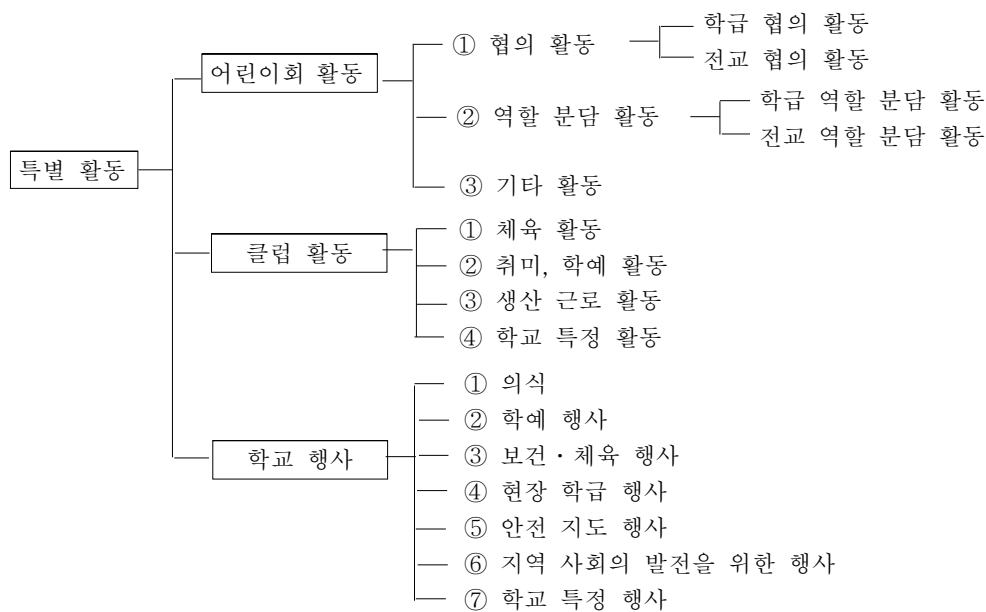 특별 활동
어린이회 활동
① 협의 활동
학급 협의 활동
전교 협의 활동
② 역할 분담 활동
학급 역할 분담 활동
전교 역할 분담 활동
③ 기타 활동
클럽 활동
① 체육 활동
② 취미, 학예 활동
③ 생산 근로 활동
④ 학교 특정 활동
학교 행사
① 의식
② 학예 행사
③ 보건·체육 행사
④ 현장 학급 행사
⑤ 안전 지도 행사
⑥ 지역 사회의 발전을 위한 행사
⑦ 학교 특정 행사